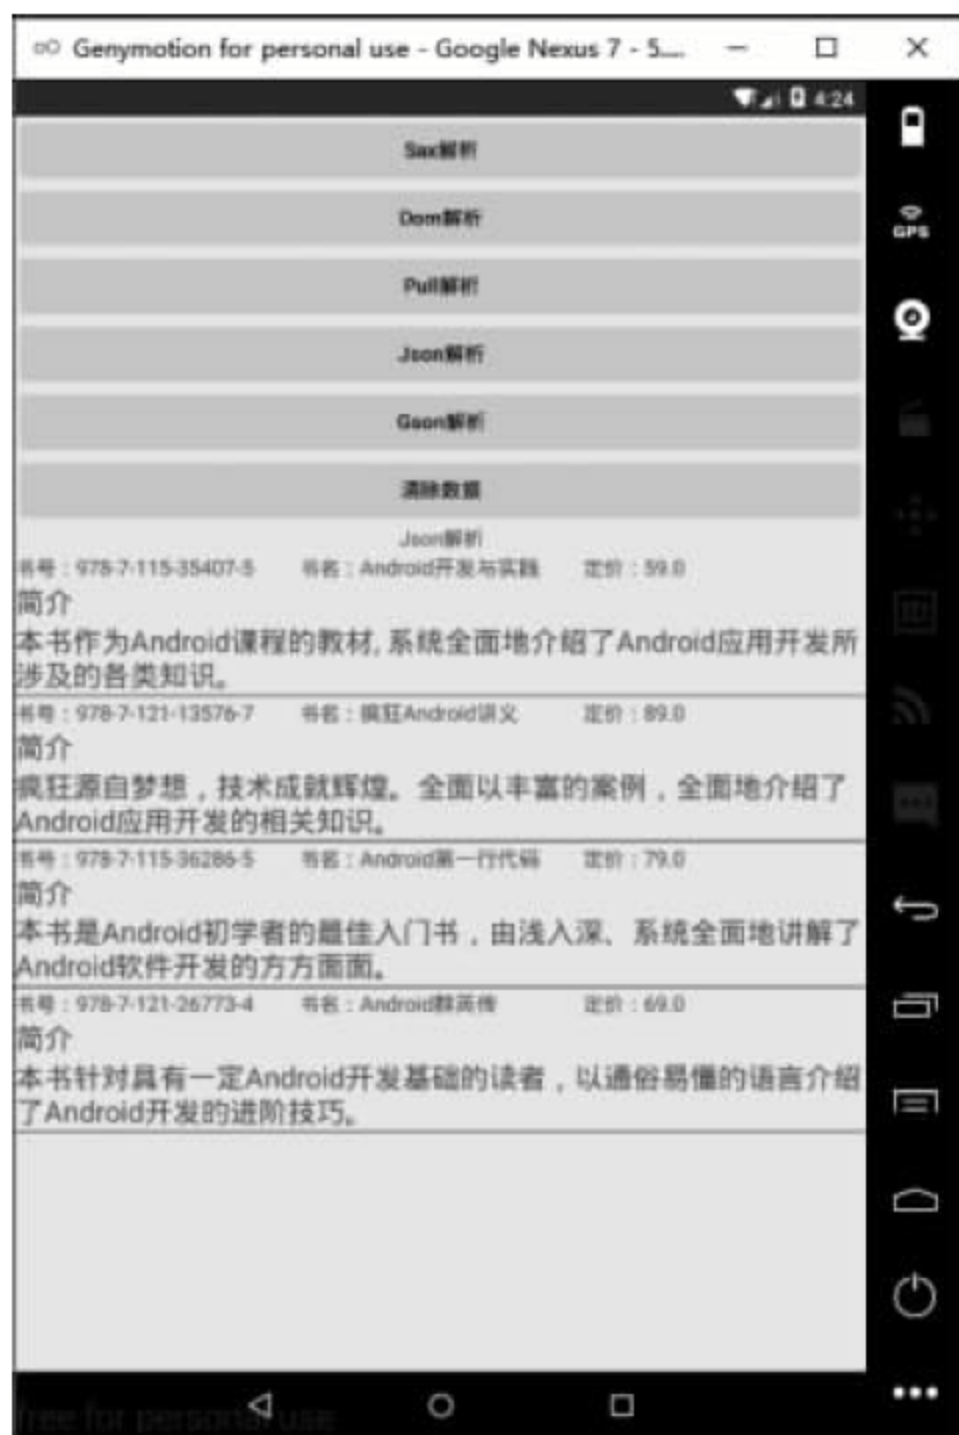 Genymotion for personal use - Google Nexus 7 - 5....
4:24
Sax解析
Dom解析
Pull解析
Json解析
Gson解析
清除数据
Json解析
书号：978-7-115-35407-5 书名：Android开发与实践 定价：59.0
简介
本书作为Android课程的教材,系统全面地介绍了Android应用开发所
涉及的各类知识。
书号：978-7-121-13576-7 书名：疯狂Android讲义 定价：89.0
简介
疯狂源自梦想，技术成就辉煌。全面以丰富的案例，全面地介绍了
Android应用开发的相关知识。
书号：978-7-115-36286-5 书名：Android第一行代码 定价：79.0
简介
本书是Android初学者的最佳入门书，由浅入深、系统全面地讲解了
Android软件开发的方方面面。
书号：978-7-121-26773-4 书名：Android群英传 定价：69.0
简介
本书针对具有一定Android开发基础的读者，以通俗易懂的语言介绍
了Android开发的进阶技巧。
GPS
ID
free for personal use